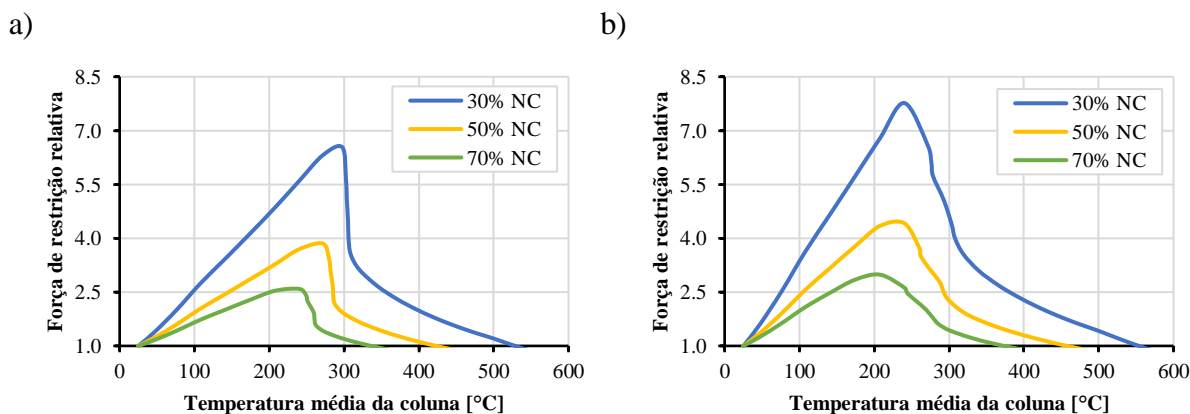 a)
Força de restrição relativa
8.5
7.0
5.5
4.0
2.5
1.0
30% NC
50% NC
70% NC
0 100 200 300 400 500 600
Temperatura média da coluna [°C]
b)
Força de restrição relativa
8.5
7.0
5.5
4.0
2.5
1.0
30% NC
50% NC
70% NC
0 100 200 300 400 500 600
Temperatura média da coluna [°C]